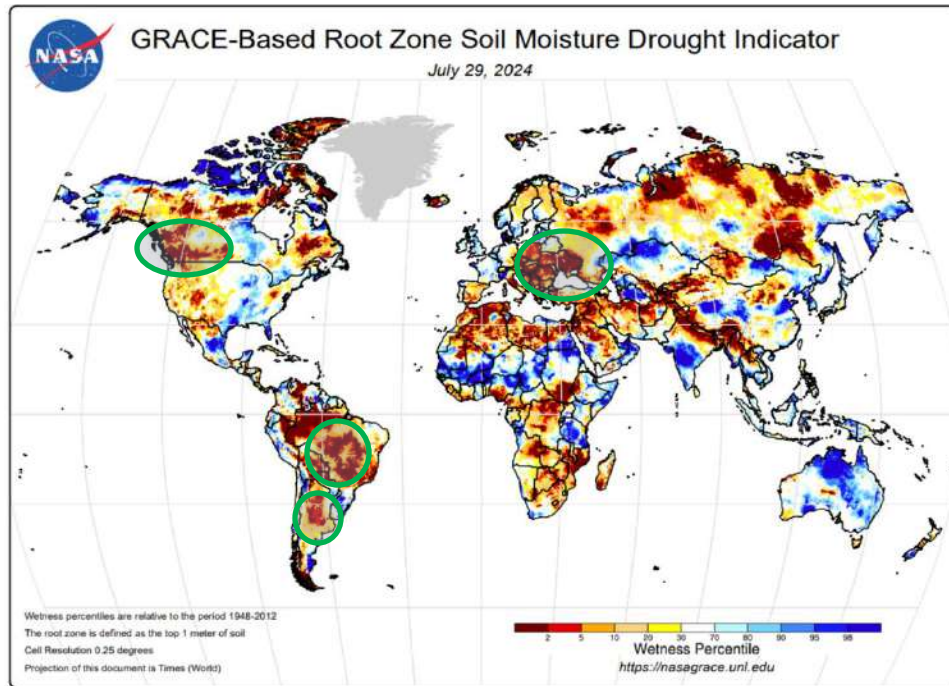 NASA
GRACE-Based Root Zone Soil Moisture Drought Indicator
July 29, 2024
Wetness percentiles are relative to the period 1948-2012
The root zone is defined as the top 1 meter of soil
Cell Resolution 0.25 degrees
Projection of this document is Times (World)
2 5 10 20 30 70 80 90 95 98
Wetness Percentile
https://nasagrace.unl.edu